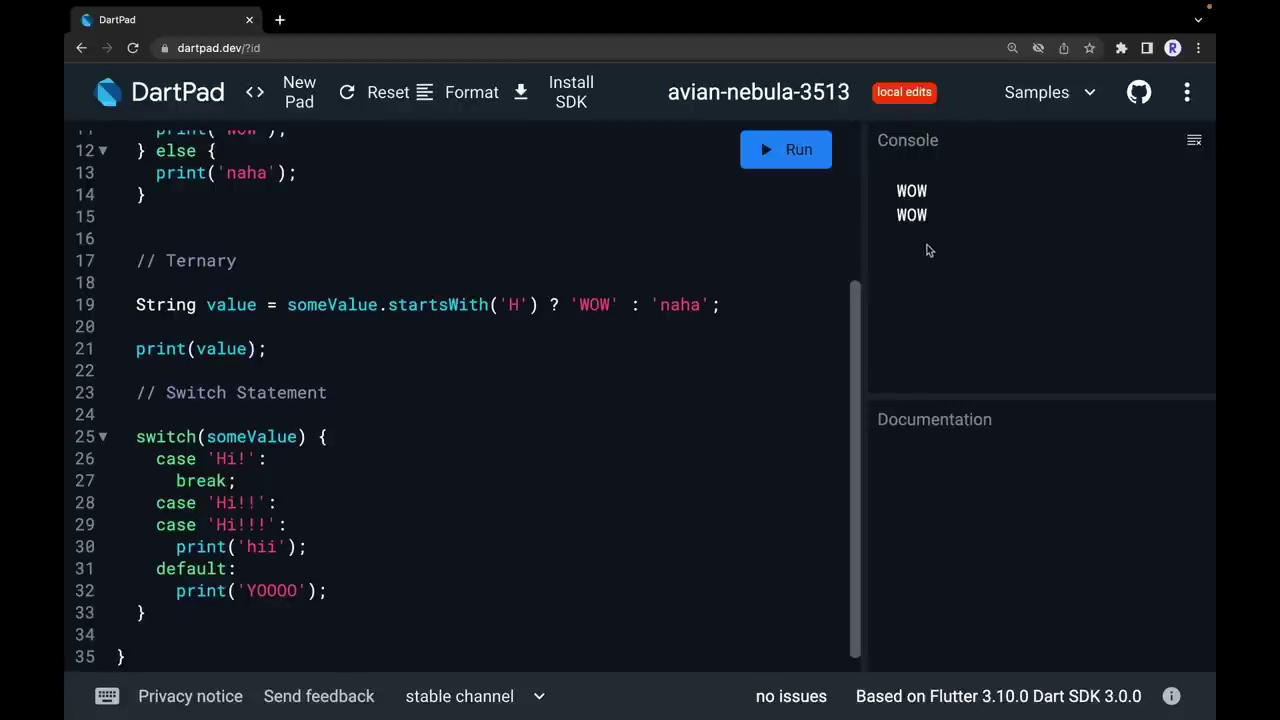 DartPad
dartpad.dev/?id
R
DartPad
<> New Pad
Reset
Format
Install SDK
avian-nebula-3513
local edits
Samples
11 print('WOW');
12 } else {
13 print('naha');
14 }
15
16
17 // Ternary
18
19 String value = someValue.startsWith('H') ? 'WOW' : 'naha';
20
21 print(value);
22
23 // Switch Statement
24
25 switch(someValue) {
26 case 'Hi!':
27 break;
28 case 'Hi!!':
29 case 'Hi!!!':
30 print('hii');
31 default:
32 print('YOOOO');
33 }
34
35 }
Run
Console
WOW
WOW
Documentation
Privacy notice
Send feedback
stable channel
no issues
Based on Flutter 3.10.0 Dart SDK 3.0.0